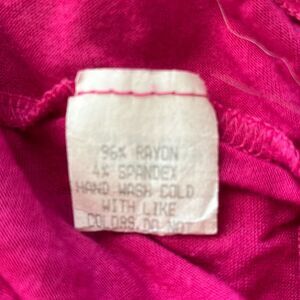 96% RAYON
4% SPANDEX
HAND WASH COLD
WITH LIKE
COLORS.DO NOT